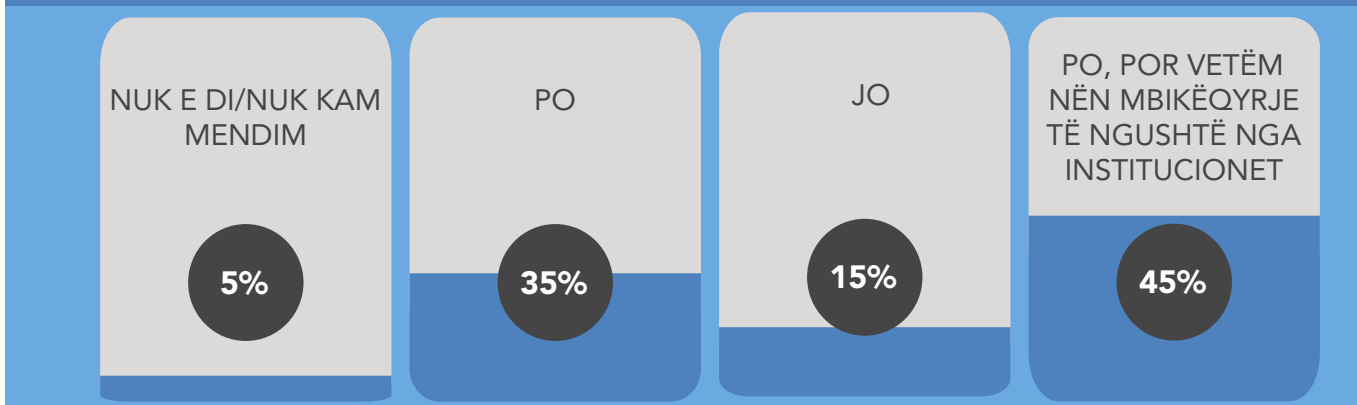 NUK E DI/NUK KAM
MENDIM
5%
PO
35%
JO
15%
PO, POR VETËM
NËN MBIKËQYRJE
TË NGUSHTË NGA
INSTITUCIONET
45%